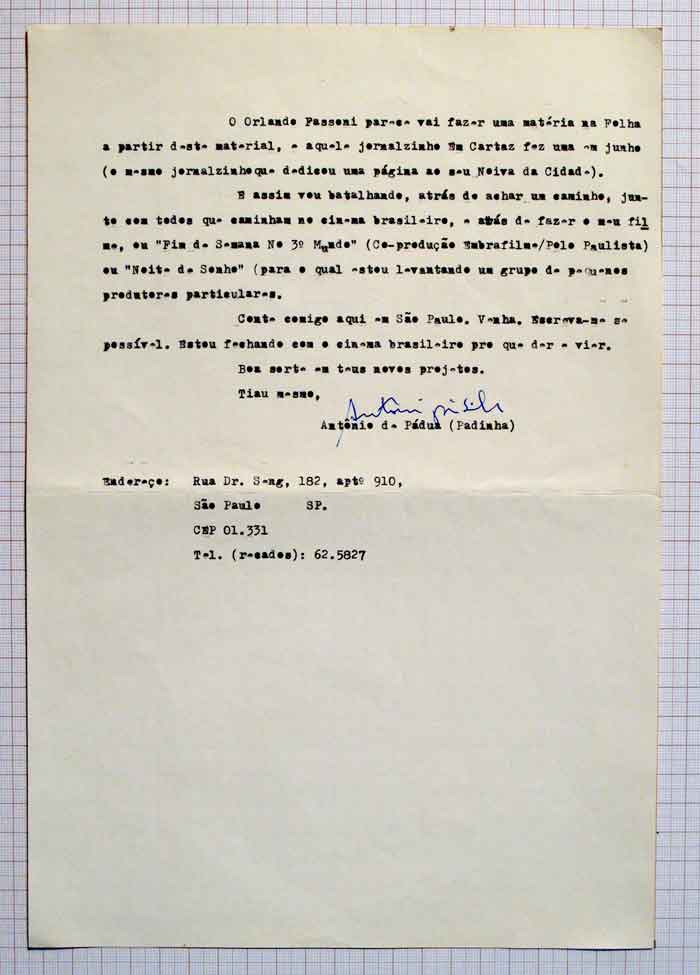 O Orlando Fassoni parece vai fazer uma matéria na Folha
a partir deste material, e aquele jornalzinho Em Cartaz fez uma em junho
(o mesmo jornalzinhoque dedicou uma página ao seu Noiva da Cidade).
E assim vou batalhando, atrás de achar um caminho, jun-
to com todos que caminham no cinema brasileiro, e atrás de fazer o meu fil
me, ou "Fim de Semana No 3º Mundo" (Co-produção Embrafilme/Polo Paulista)
ou "Noite de Sonho" (para o qual estou levantando um grupo de pequenos
produtores particulares.
Conte comigo aqui em São Paulo. Venha. Escreva-me se
possível. Estou fechando com o cinema brasileiro pro que der e vier.
Boa sorte em teus novos projetos.
Tiau mesmo,
Antônio de Pádua (Padinha)
Endereço: Rua Dr. Seng, 182, aptº 910,
São Paulo SP.
CEP 01.331
Tel. (recados): 62.5827